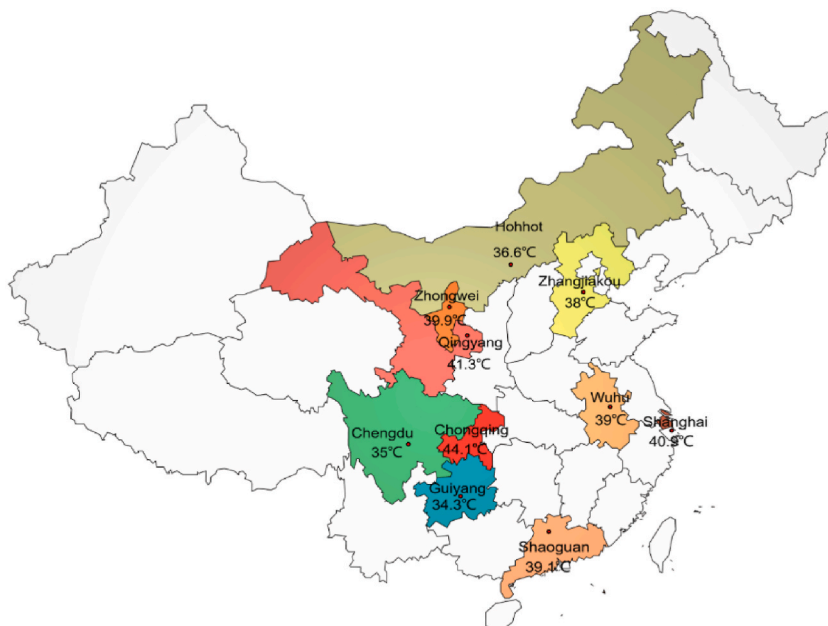 Hohhot
36.6℃
Zhangjiakou
38℃
Zhongwei
39.9℃
Qingyang
41.3℃
Wuhu
39℃
Shanghai
40.9℃
Chengdu
35℃
Chongqing
44.1℃
Guiyang
34.3℃
Shaoguan
39.1℃